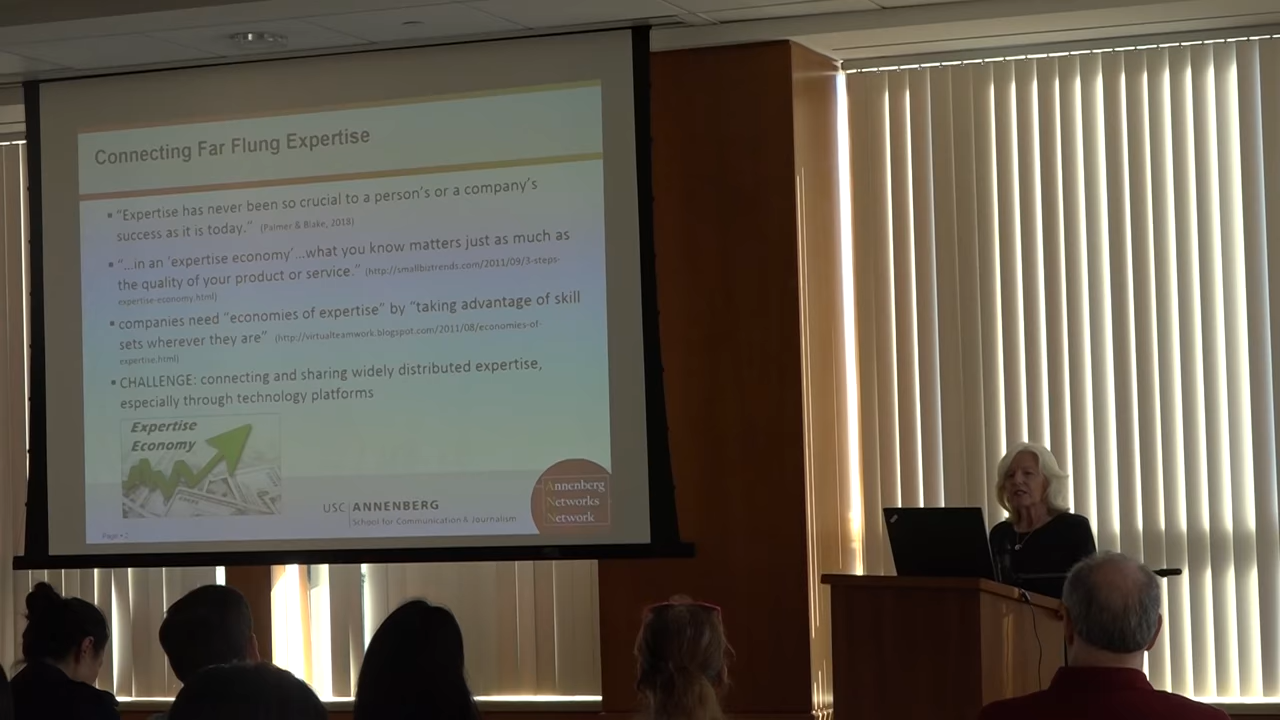 Connecting Far Flung Expertise
▪ “Expertise has never been so crucial to a person’s or a company’s
success as it is today.” (Palmer & Blake, 2018)
▪ “…in an ‘expertise economy’…what you know matters just as much as
the quality of your product or service.” (http://smallbiztrends.com/2011/09/3-steps-
expertise-economy.html)
▪ companies need “economies of expertise” by “taking advantage of skill
sets wherever they are” (http://virtualteamwork.blogspot.com/2011/08/economies-of-
expertise.html)
▪ CHALLENGE: connecting and sharing widely distributed expertise,
especially through technology platforms
Expertise
Economy
USC ANNENBERG
School for Communication & Journalism
Annenberg
Networks
Network
Page ▪ 2